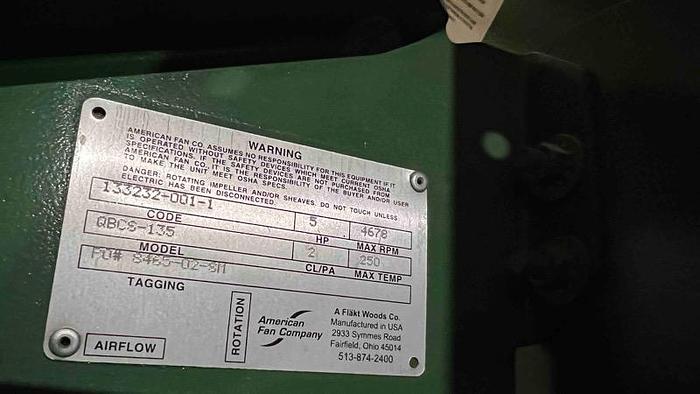 WARNING
AMERICAN FAN CO. ASSUMES NO RESPONSIBILITY FOR THIS EQUIPMENT IF IT
IS OPERATED WITHOUT SAFETY DEVICES WHICH MEET CURRENT OSHA
SPECIFICATIONS. IF THE SAFETY DEVICES ARE NOT PURCHASED FROM
AMERICAN FAN CO. IT IS THE RESPONSIBILITY OF THE BUYER AND/OR USER
TO MAKE THE UNIT MEET OSHA SPECS.
DANGER: ROTATING IMPELLER AND/OR SHEAVES. DO NOT TOUCH UNLESS
ELECTRIC HAS BEEN DISCONNECTED.
133232-001-1 5 4678
CODE HP MAX RPM
QBCS-135 2 250
MODEL CL/PA MAX TEMP
PO# 8465-02-SM
TAGGING
AIRFLOW
ROTATION
American
Fan Company
A Fläkt Woods Co.
Manufactured in USA
2933 Symmes Road
Fairfield, Ohio 45014
513-874-2400